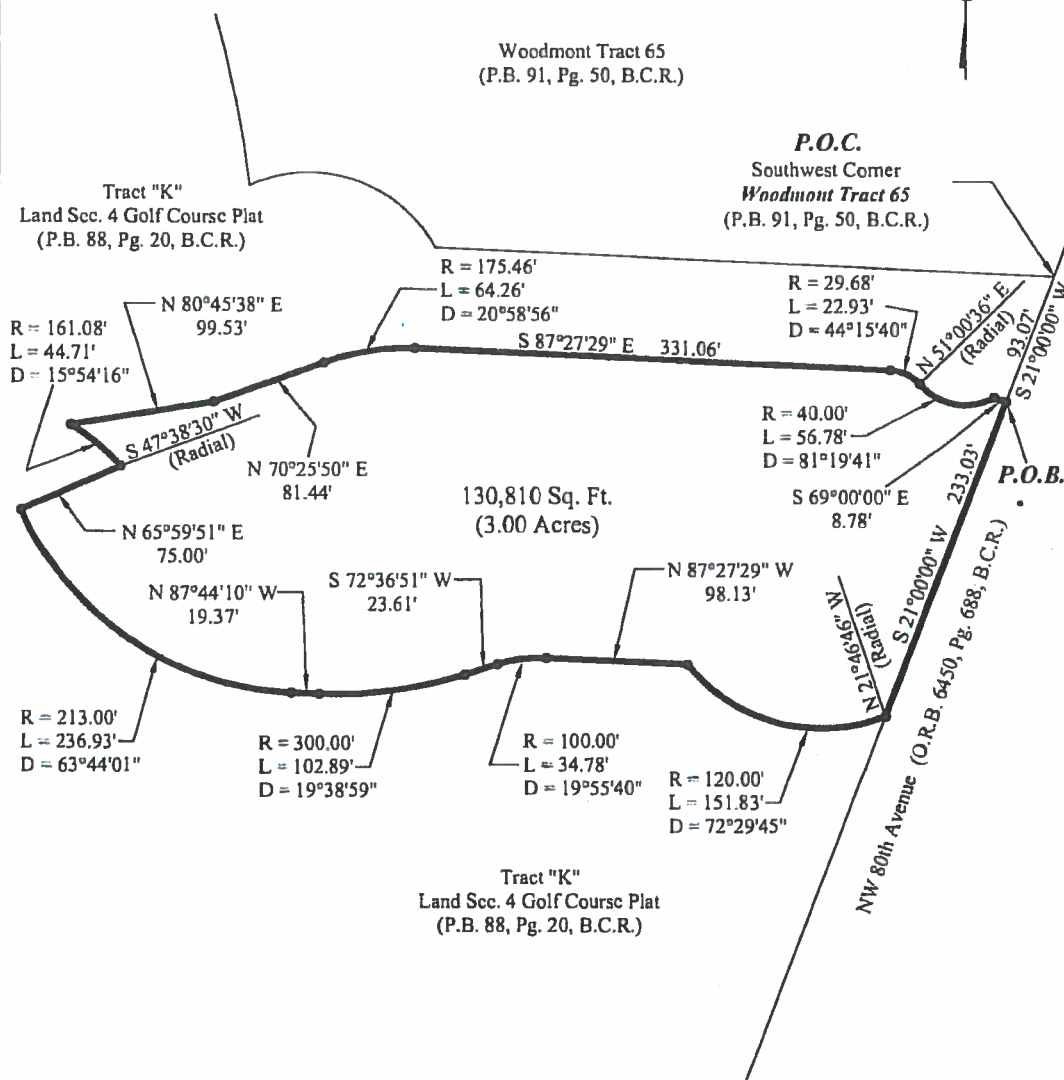 Woodmont Tract 65
(P.B. 91, Pg. 50, B.C.R.)
P.O.C.
Southwest Corner
Woodmont Tract 65
(P.B. 91, Pg. 50, B.C.R.)
Tract "K"
Land Sec. 4 Golf Course Plat
(P.B. 88, Pg. 20, B.C.R.)
R = 175.46'
L = 64.26'
D = 20°58'56"
R = 29.68'
L = 22.93'
D = 44°15'40"
N 51°00'36" E
(Radial)
93.07'
S 21°00'00" W
N 80°45'38" E
99.53'
R = 161.08'
L = 44.71'
D = 15°54'16"
S 87°27'29" E 331.06'
S 47°38'30" W
(Radial)
R = 40.00'
L = 56.78'
D = 81°19'41"
N 70°25'50" E
81.44'
P.O.B.
130,810 Sq. Ft.
(3.00 Acres)
S 69°00'00" E
8.78'
N 65°59'51" E
75.00'
N 87°44'10" W
19.37'
S 72°36'51" W
23.61'
N 87°27'29" W
98.13'
N 21°46'46" W
(Radial)
S 21°00'00" W 233.03'
NW 80th Avenue (O.R.B. 6450, Pg. 688, B.C.R.)
R = 213.00'
L = 236.93'
D = 63°44'01"
R = 300.00'
L = 102.89'
D = 19°38'59"
R = 100.00'
L = 34.78'
D = 19°55'40"
R = 120.00'
L = 151.83'
D = 72°29'45"
Tract "K"
Land Sec. 4 Golf Course Plat
(P.B. 88, Pg. 20, B.C.R.)